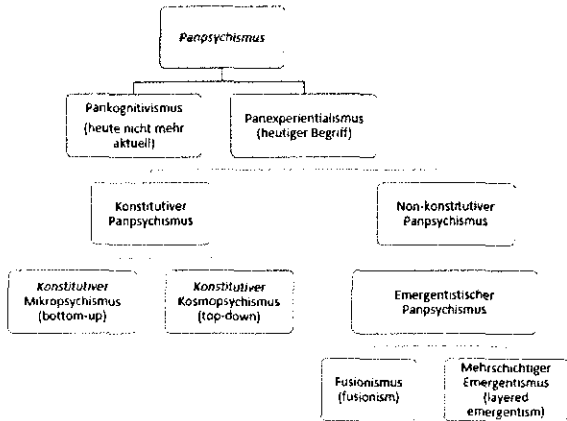 Panpsychismus
Pankognitivismus
(heute nicht mehr
aktuell)
Panexperientialismus
(heutiger Begriff)
Konstitutiver
Panpsychismus
Non-konstitutiver
Panpsychismus
Konstitutiver
Mikropsychismus
(bottom-up)
Konstitutiver
Kosmopsychismus
(top-down)
Emergentistischer
Panpsychismus
Fusionismus
(fusionism)
Mehrschichtiger
Emergentismus
(layered
emergentism)